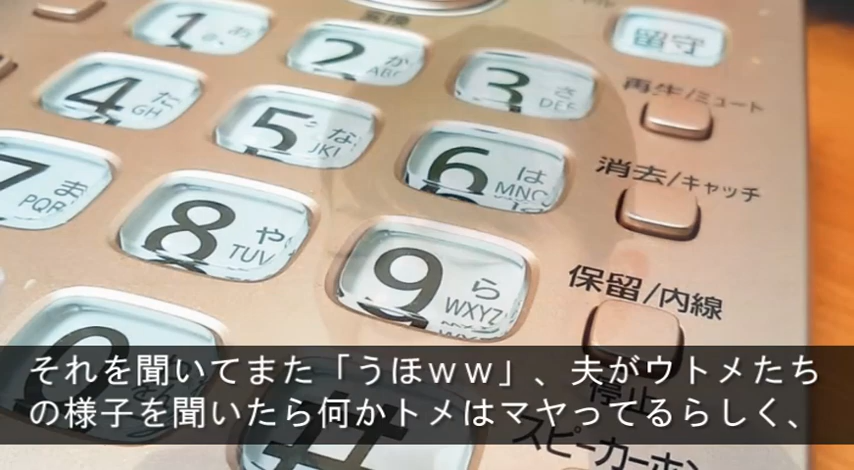 1 あ
2 か ABC
3 さ DEF
留守
再生/ミュート
4 た GHI
5 な JKL
6 は MNO
消去/キャッチ
7 ま PQRS
8 や TUV
9 ら WXYZ
保留/内線
0
#
停止
スピーカーホン
それを聞いてまた「うほｗｗ」、夫がウトメたち
の様子を聞いたら何かトメはマヤってるらしく、